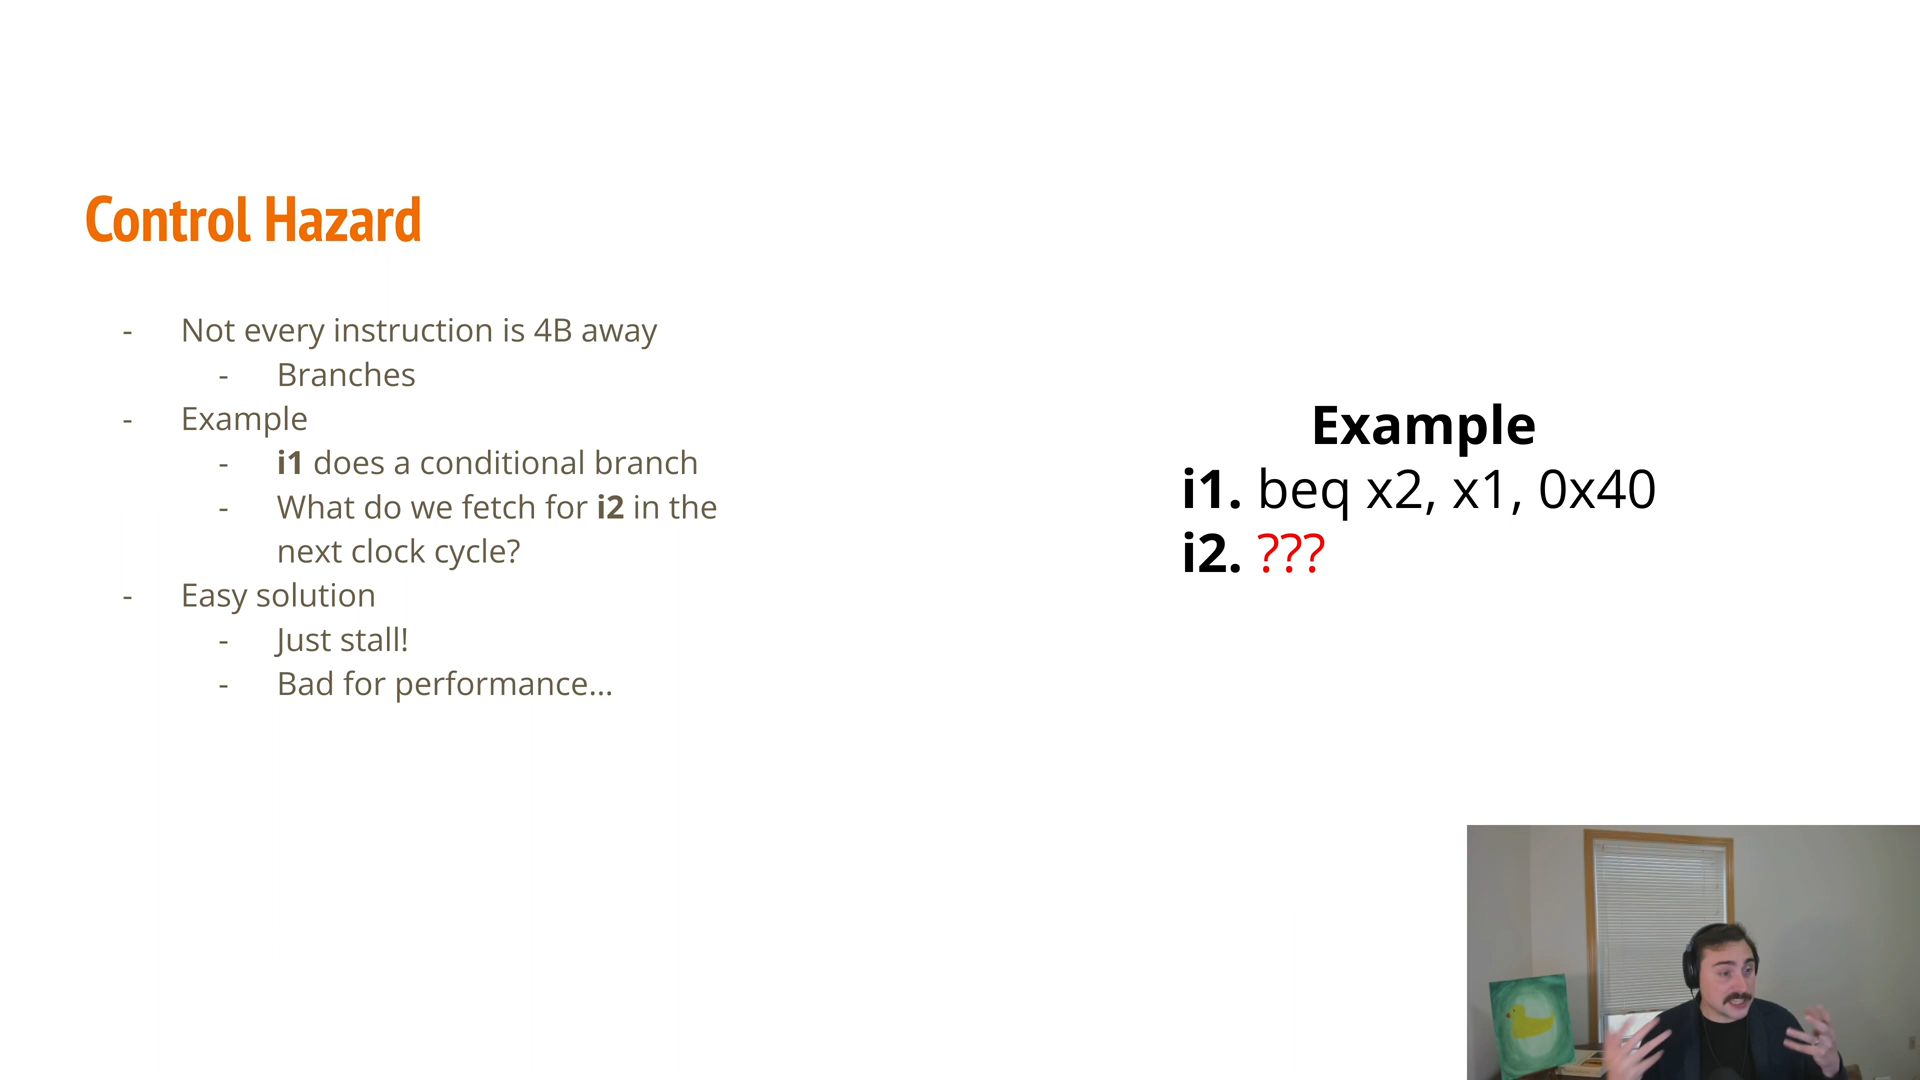 Control Hazard
- Not every instruction is 4B away
- Branches
- Example
- i1 does a conditional branch
- What do we fetch for i2 in the
next clock cycle?
- Easy solution
- Just stall!
- Bad for performance...
Example
i1. beq x2, x1, 0x40
i2. ???